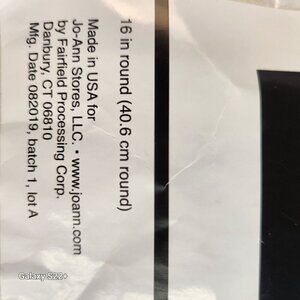 16 in round (40.6 cm round)
Made in USA for
Jo-Ann Stores, LLC. • www.joann.com
by Fairfield Processing Corp.
Danbury, CT 06810
Mfg. Date 082019, batch 1, lot A
Galaxy S22+